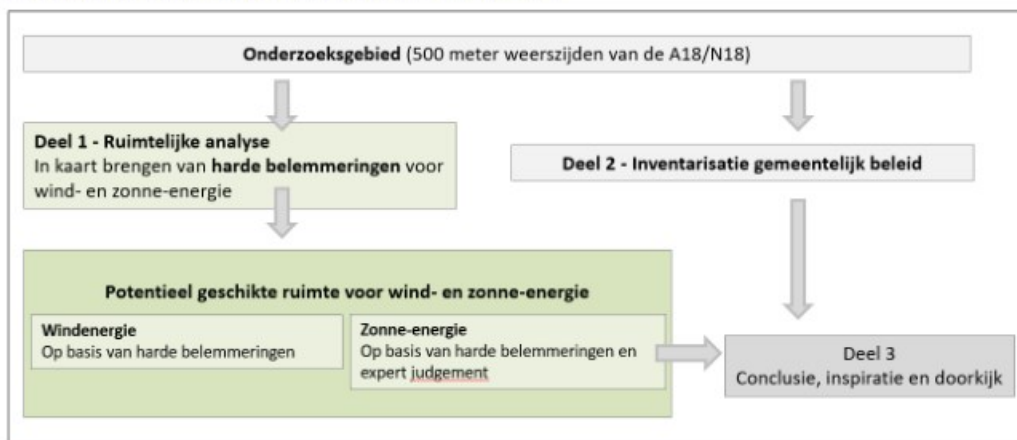 Onderzoeksgebied (500 meter weerszijden van de A18/N18)
Deel 1 - Ruimtelijke analyse
In kaart brengen van harde belemmeringen voor
wind- en zonne-energie
Deel 2 - Inventarisatie gemeentelijk beleid
Potentieel geschikte ruimte voor wind- en zonne-energie
Windenergie
Op basis van harde belemmeringen
Zonne-energie
Op basis van harde belemmeringen en
expert judgement
Deel 3
Conclusie, inspiratie en doorkijk